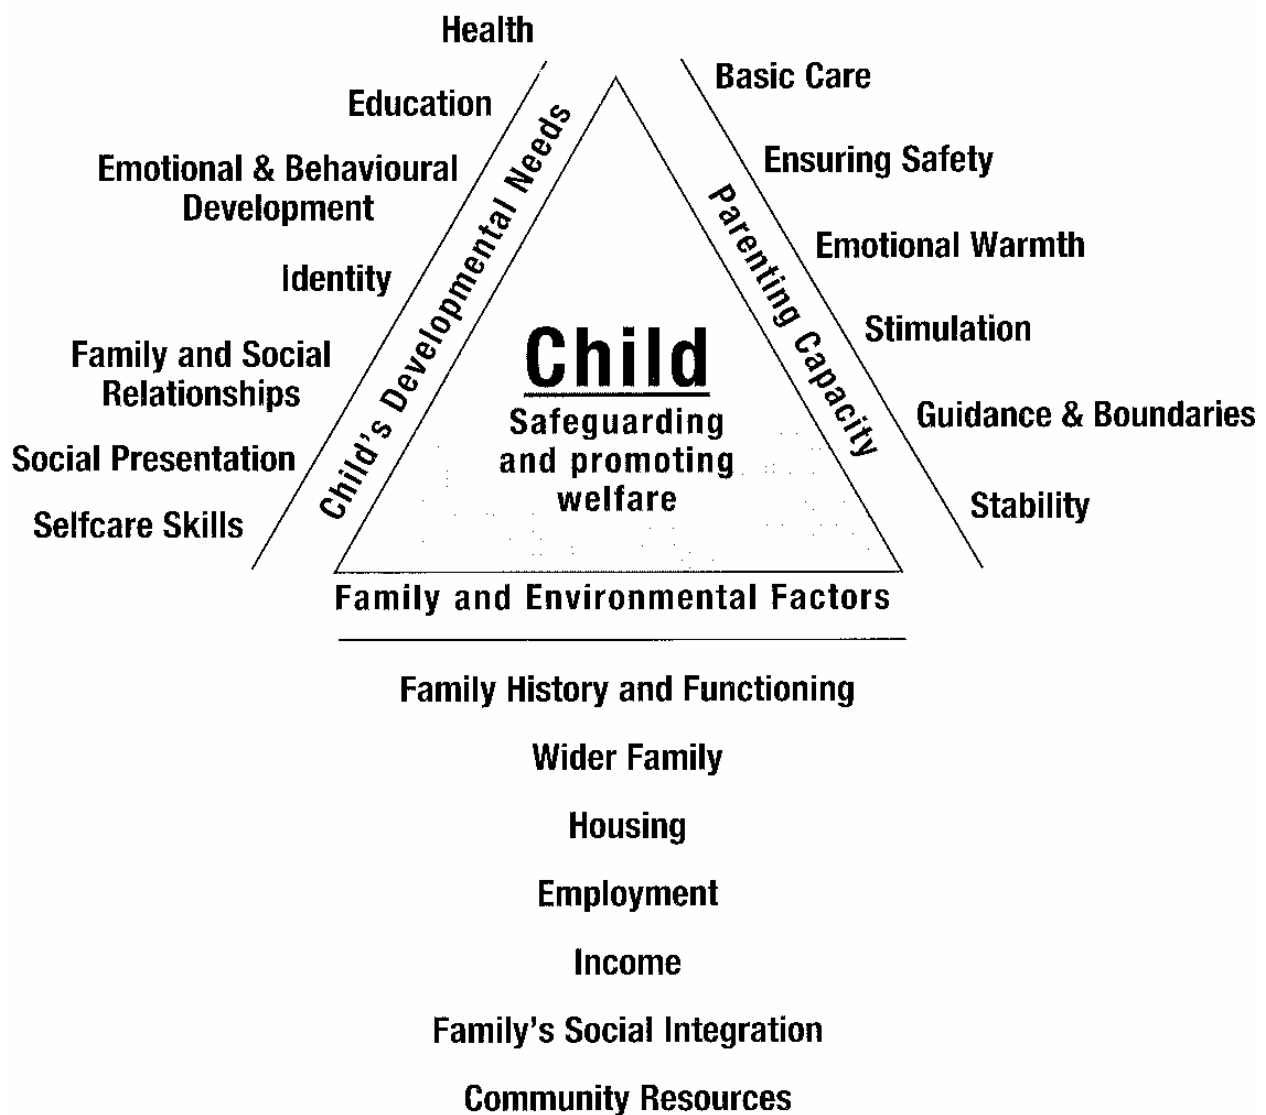 Health
Education
Emotional & Behavioural
Development
Identity
Family and Social
Relationships
Social Presentation
Selfcare Skills
Child's Developmental Needs
Basic Care
Ensuring Safety
Emotional Warmth
Stimulation
Guidance & Boundaries
Stability
Parenting Capacity
Child
Safeguarding
and promoting
welfare
Family and Environmental Factors
Family History and Functioning
Wider Family
Housing
Employment
Income
Family's Social Integration
Community Resources